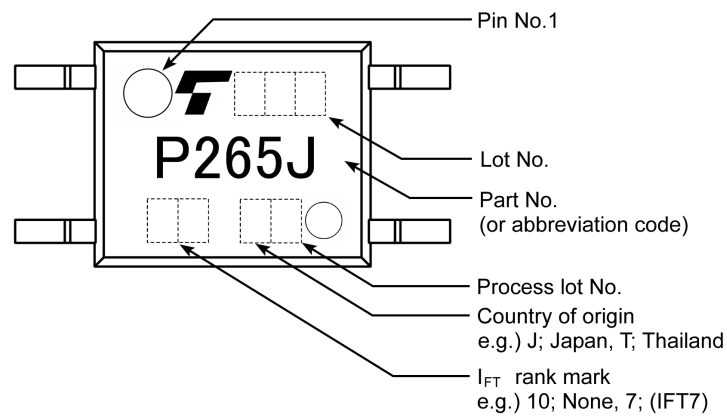 Pin No.1
P265J
Lot No.
Part No.
(or abbreviation code)
Process lot No.
Country of origin
e.g.) J; Japan, T; Thailand
IFT rank mark
e.g.) 10; None, 7; (IFT7)